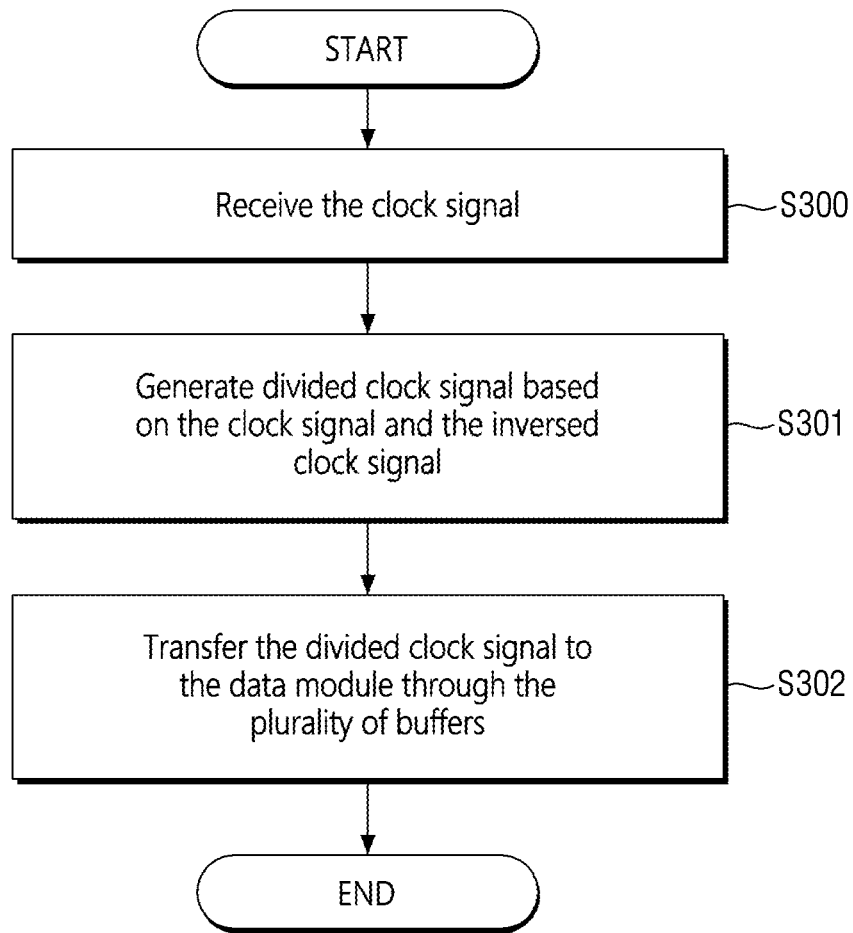 START
Receive the clock signal
S300
Generate divided clock signal based
on the clock signal and the inversed
clock signal
S301
Transfer the divided clock signal to
the data module through the
plurality of buffers
S302
END